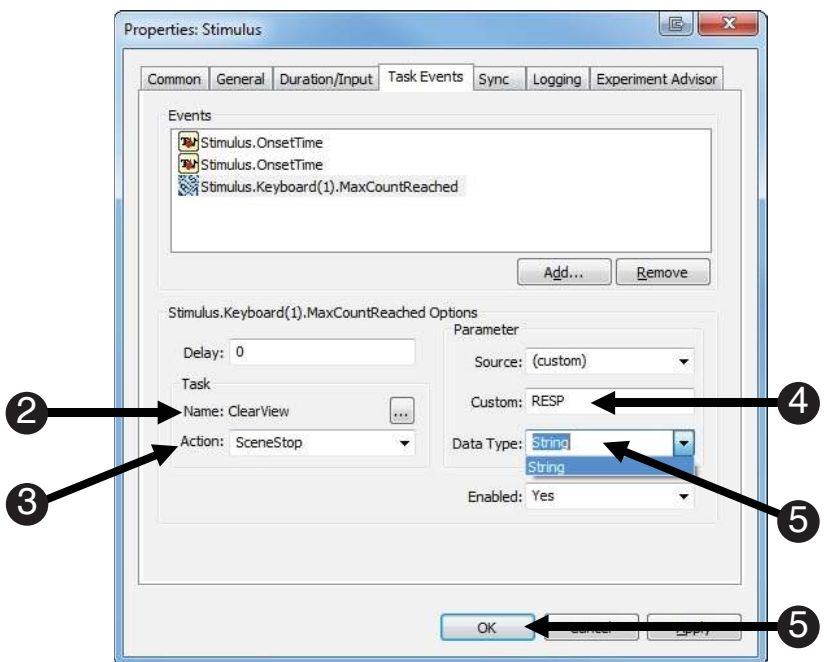 Properties: Stimulus
Common General Duration/Input Task Events Sync Logging Experiment Advisor
Events
Stimulus.OnsetTime
Stimulus.OnsetTime
Stimulus.Keyboard(1).MaxCountReached
Add... Remove
Stimulus.Keyboard(1).MaxCountReached Options
Parameter
Delay: 0
Source: (custom)
Task
2 Name: ClearView ...
Custom: RESP 4
3 Action: SceneStop
Data Type: String
String
Enabled: Yes
5
OK 5